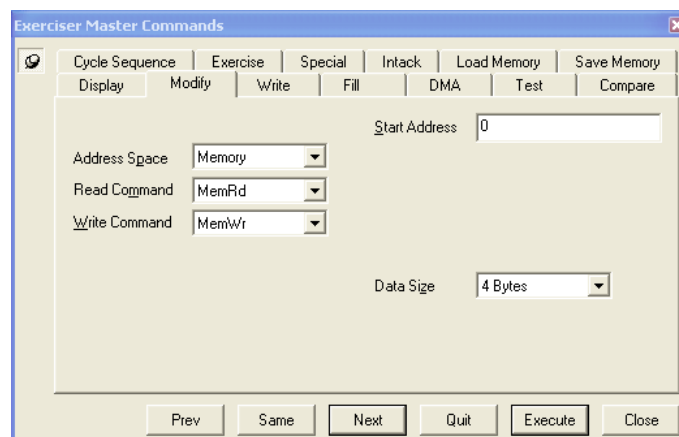 Exerciser Master Commands
Cycle Sequence Exercise Special Intack Load Memory Save Memory
Display Modify Write Fill DMA Test Compare
Start Address 0
Address Space Memory
Read Command MemRd
Write Command MemWr
Data Size 4 Bytes
Prev Same Next Quit Execute Close